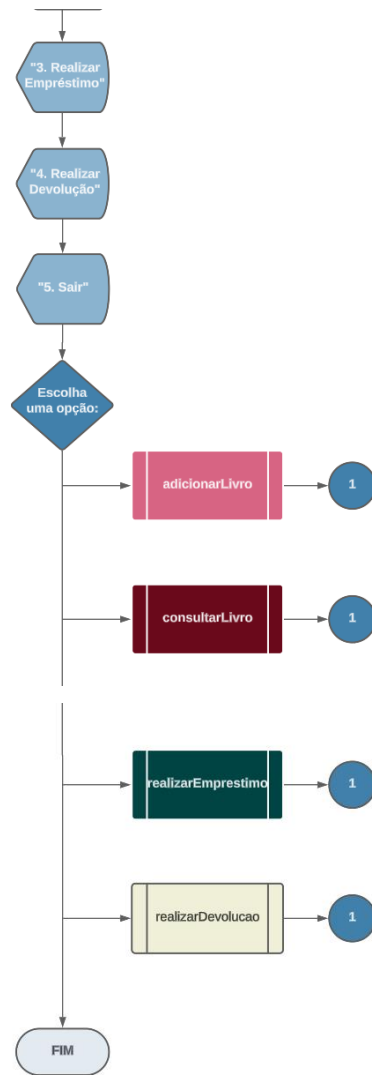 "3. Realizar
Empréstimo"
"4. Realizar
Devolução"
"5. Sair"
Escolha
uma opção:
adicionarLivro
1
consultarLivro
1
realizarEmprestimo
1
realizarDevolucao
1
FIM